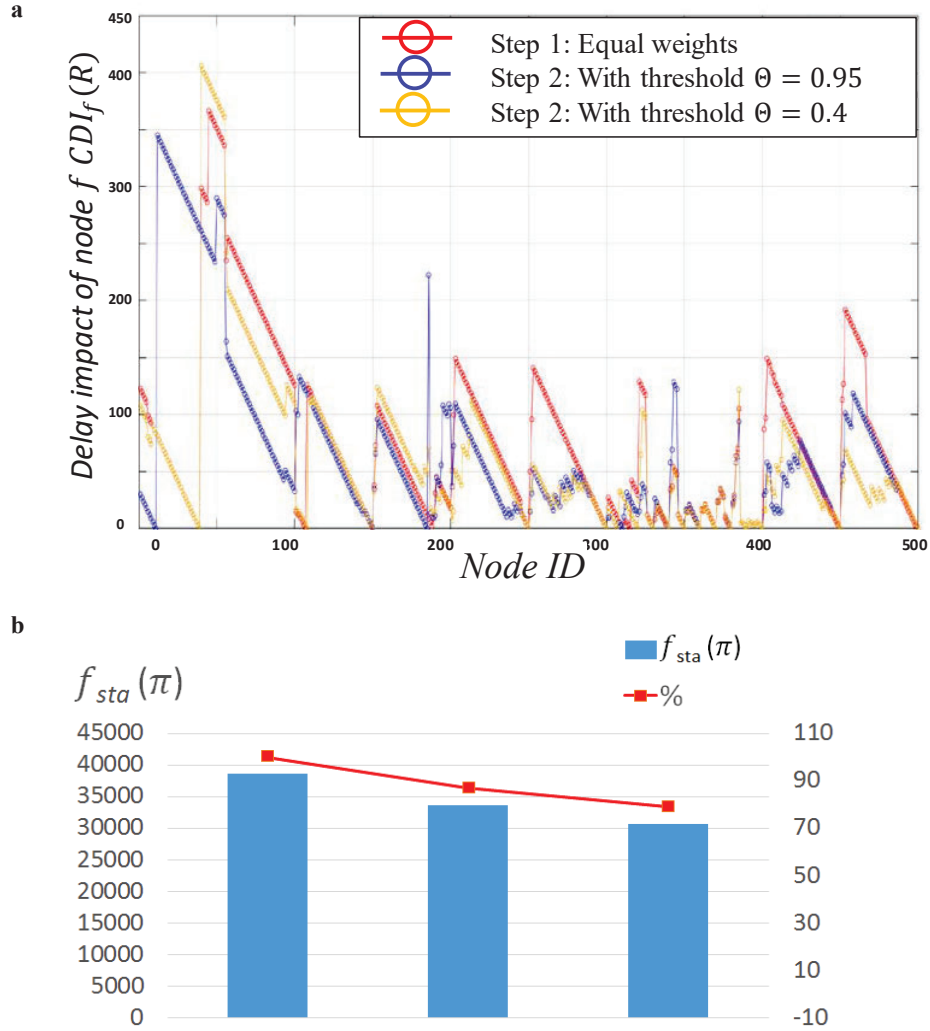 a
450
400
300
200
100
0
Delay impact of node f CDI_f (R)
Step 1: Equal weights
Step 2: With threshold Θ = 0.95
Step 2: With threshold Θ = 0.4
0 100 200 100 400 500
Node ID
b
f_sta (π)
%
f_sta (π)
45000
40000
35000
30000
25000
20000
15000
10000
5000
0
110
90
70
50
30
10
-10